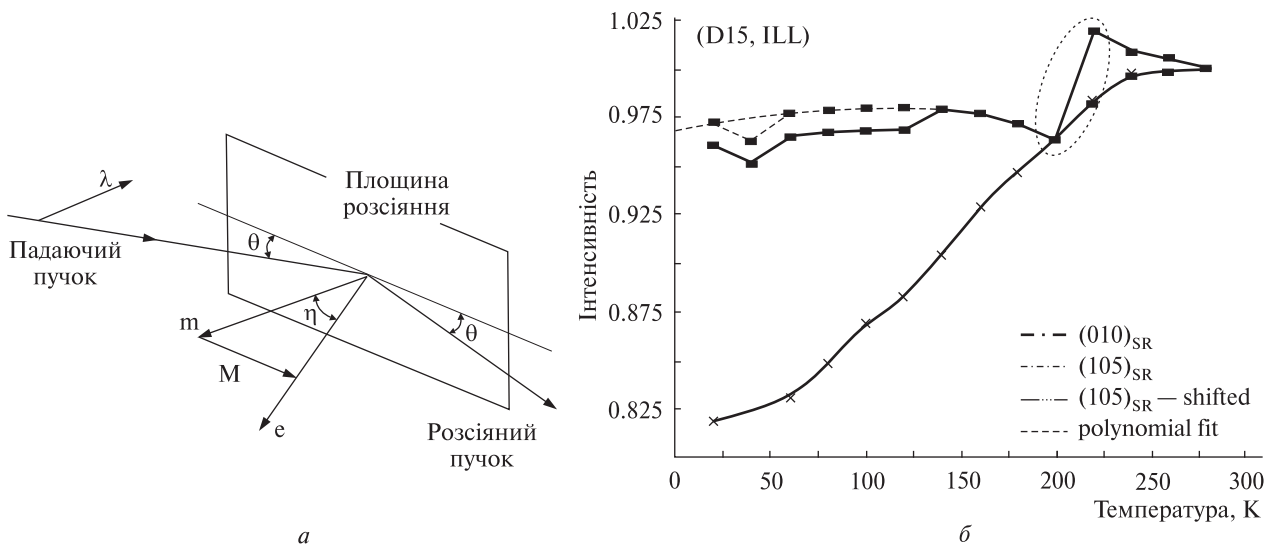 λ
Падаючий
пучок
θ
Площина
розсіяння
m
η
M
e
θ
Розсіяний
пучок
а
(D15, ILL)
Інтенсивність
1.025
0.975
0.925
0.875
0.825
0 50 100 150 200 250 300
Температура, К
(010)SR
(105)SR
(105)SR — shifted
polynomial fit
б